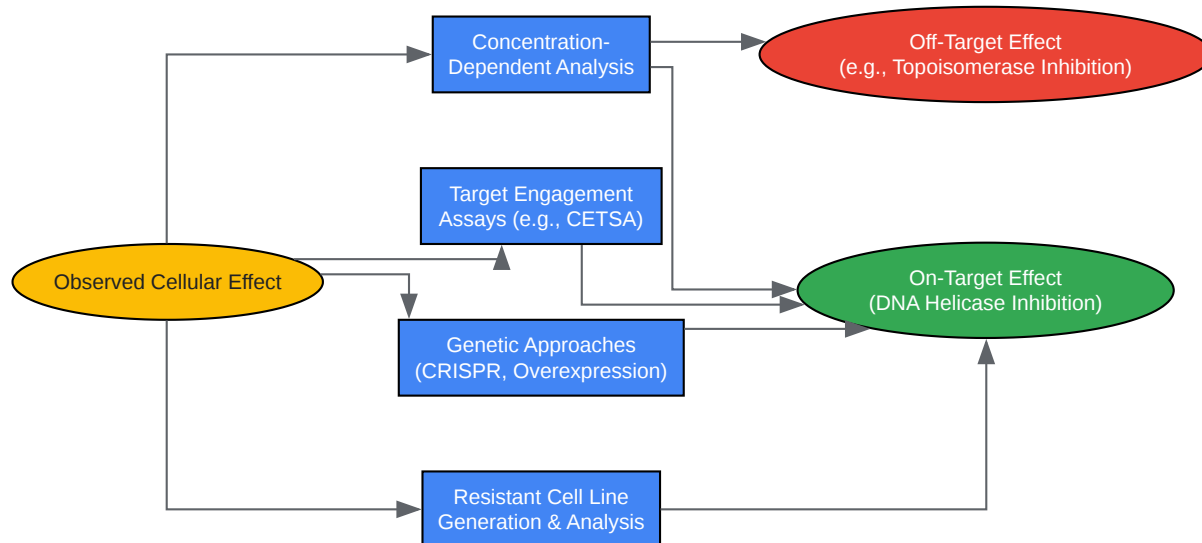 Concentration-
Dependent Analysis
Off-Target Effect
(e.g., Topoisomerase Inhibition)
Target Engagement
Assays (e.g., CETSA)
Observed Cellular Effect
On-Target Effect
(DNA Helicase Inhibition)
Genetic Approaches
(CRISPR, Overexpression)
Resistant Cell Line
Generation & Analysis